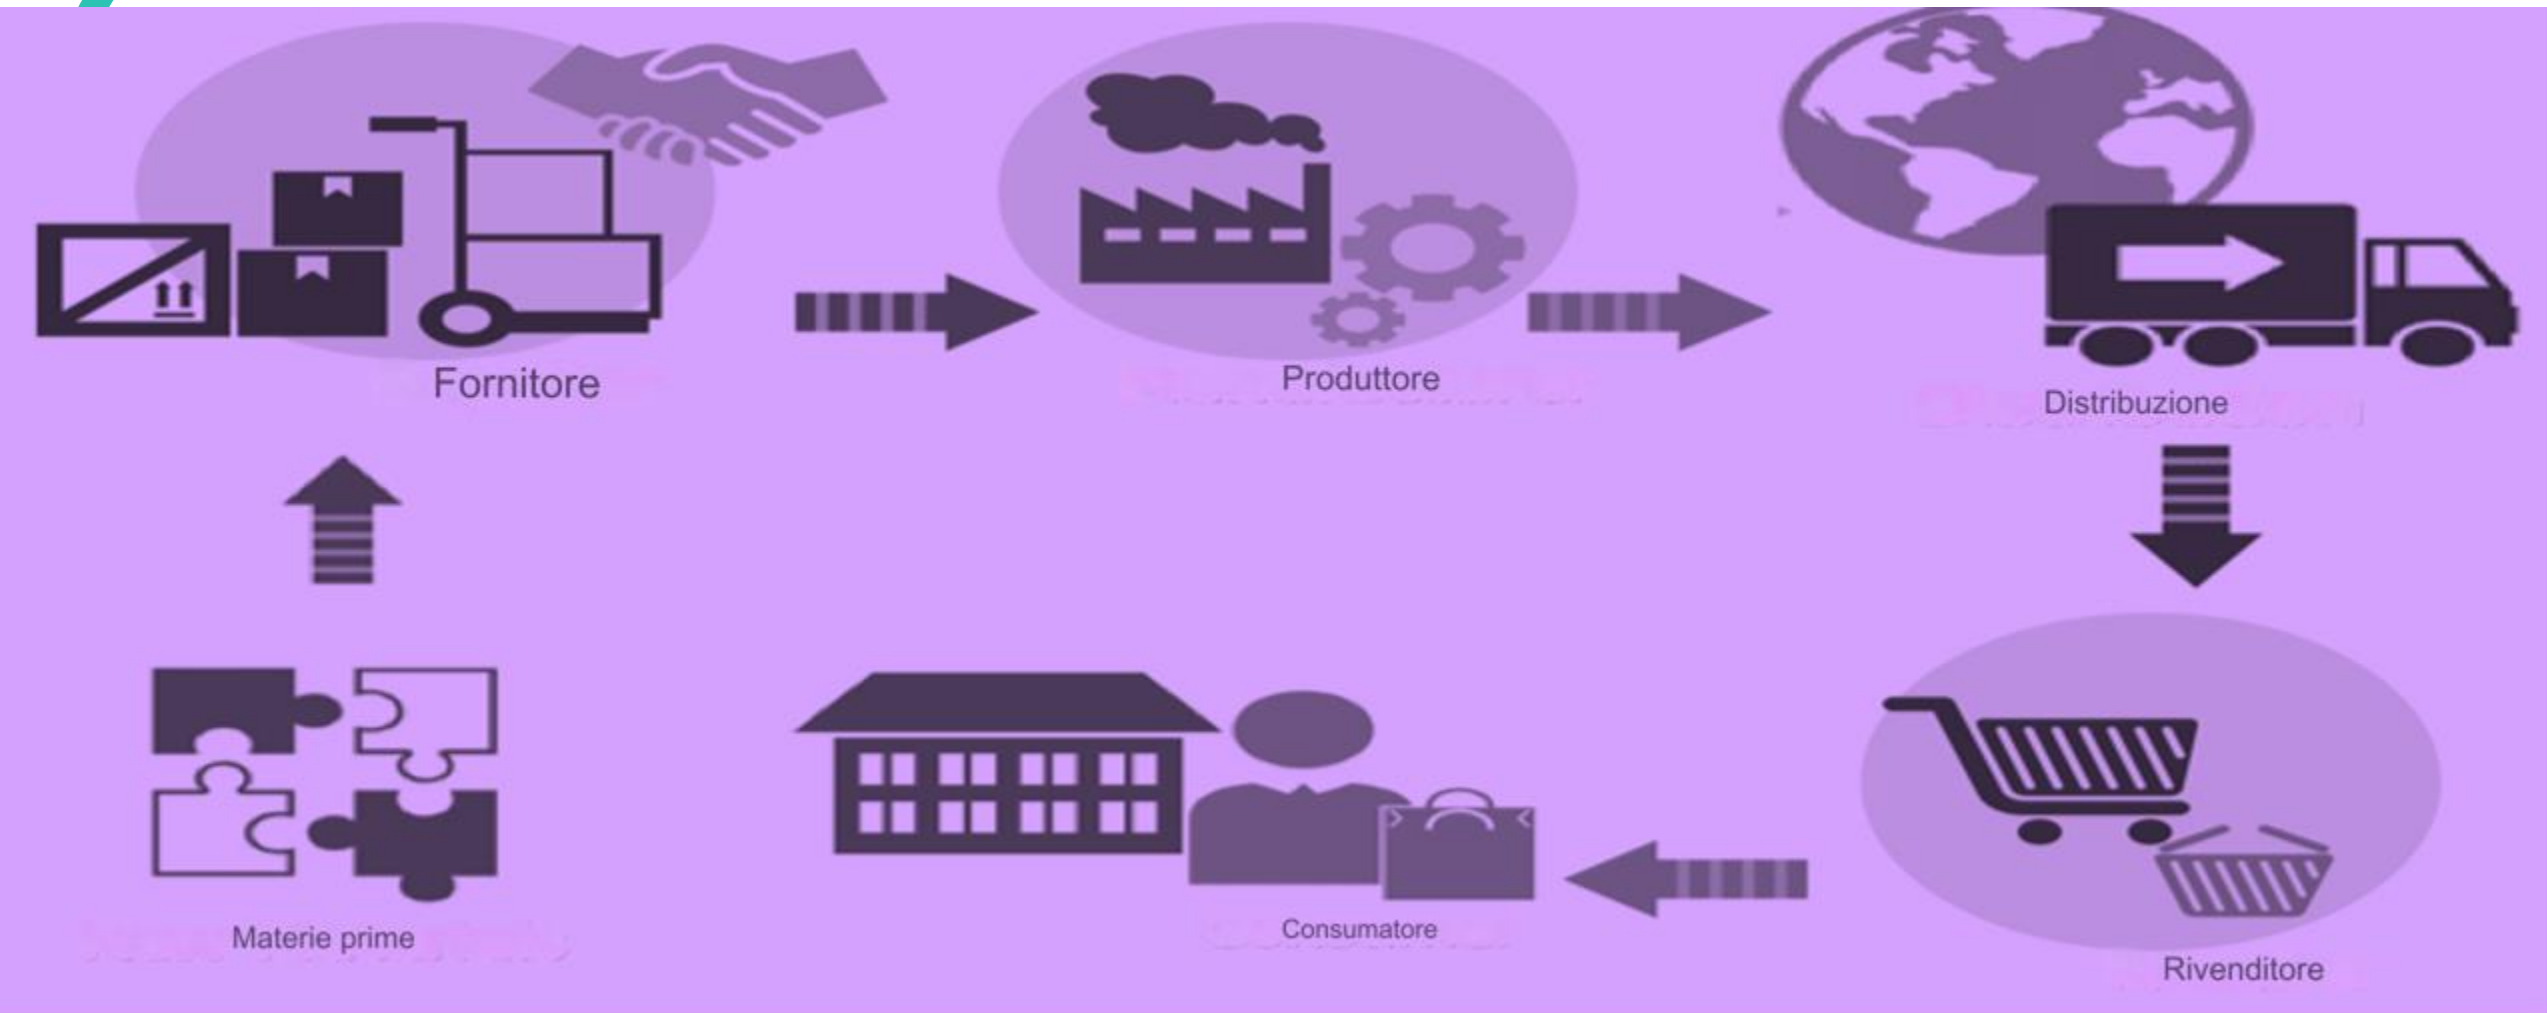 Fornitore
Produttore
Distribuzione
Materie prime
Consumatore
Rivenditore